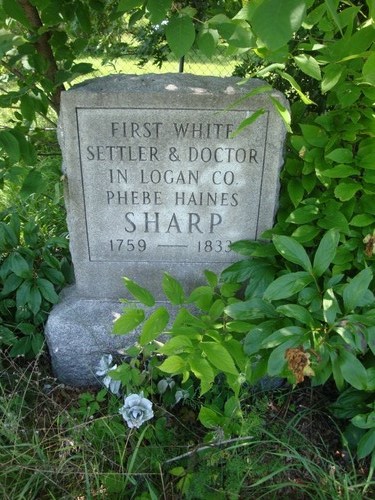 FIRST WHITE
SETTLER & DOCTOR
IN LOGAN CO.
PHEBE HAINES
SHARP
1759 — 1833